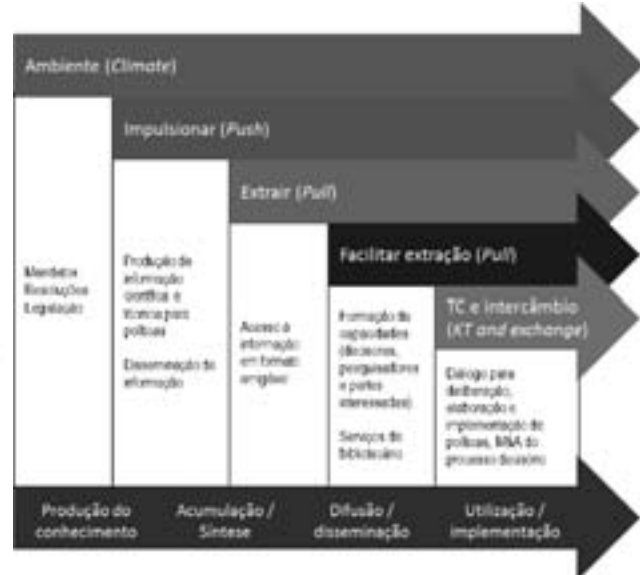 Ambiente (Climate)
Impulsionar (Push)
Extrair (Pull)
Facilitar extração (Pull)
TC e intercâmbio
(KT and exchange)
Mandatos
Resoluções
Legislação
Produção de
informação
científica e
técnica para
políticas
Disseminação da
informação
Acesso à
informação
em formato
amigável
Formação de
capacidades
(decisores,
pesquisadores
e partes
interessadas)
Serviços do
bibliotecário
Diálogo para
deliberação,
elaboração e
implementação de
políticas, M&A do
processo decisório
Produção do
conhecimento
Acumulação /
Síntese
Difusão /
disseminação
Utilização /
implementação